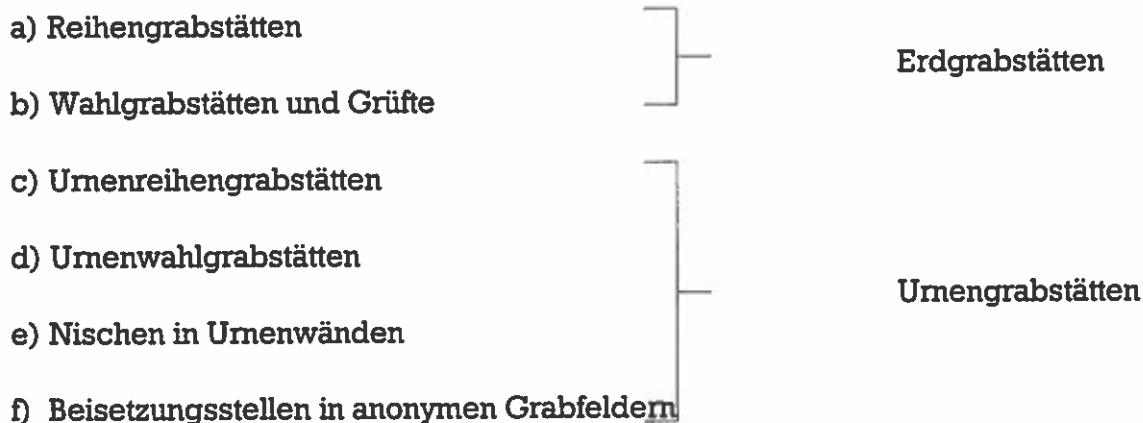 a) Reihengrabstätten
Erdgrabstätten
b) Wahlgrabstätten und Grüfte
c) Urnenreihengrabstätten
d) Urnenwahlgrabstätten
Urnengrabstätten
e) Nischen in Urnenwänden
f) Beisetzungsstellen in anonymen Grabfeldern